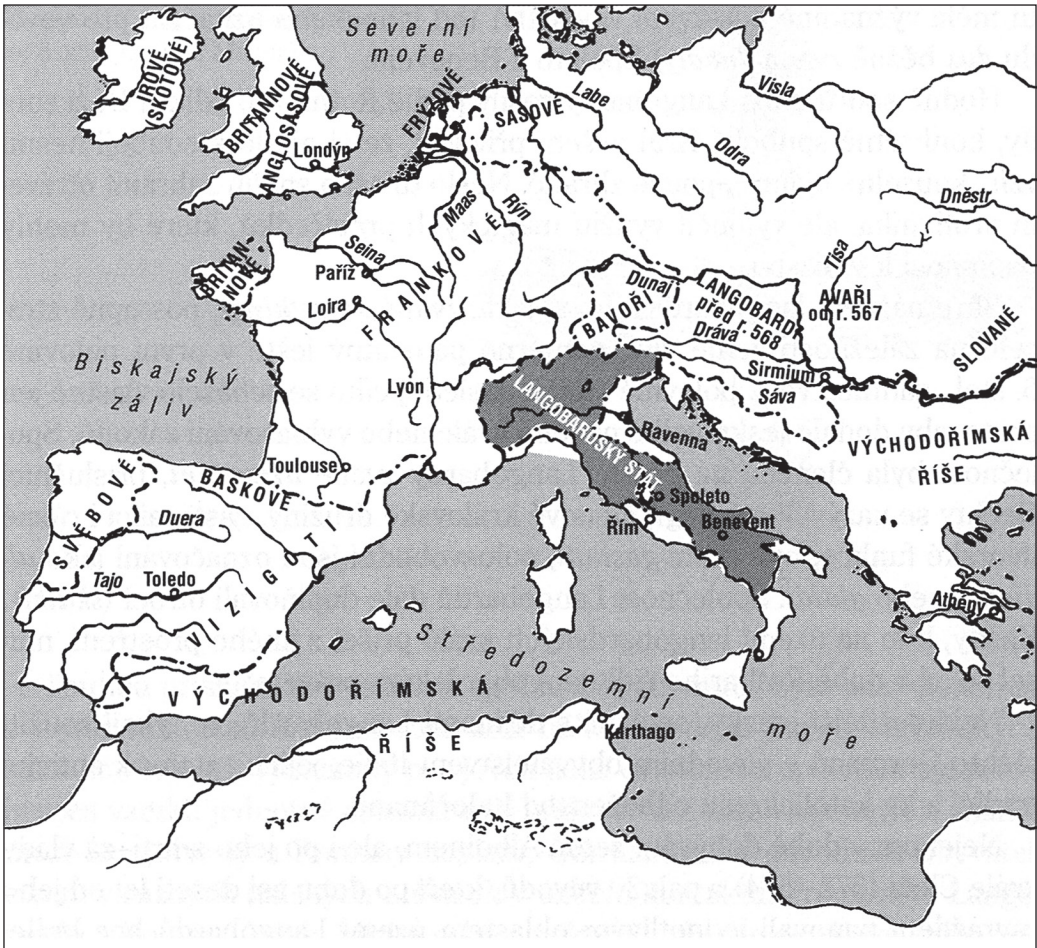 Severní
moře
IROVÉ
(SKOTOVÉ)
BRITANNOVÉ
ANGLOSASOVÉ
Londýn
FRÍZOVÉ
SASOVÉ
Labe
Visla
Odra
Dněstr
Maas
Rýn
Seina
Paříž
BRITAN-
NOVÉ
Loira
FRANKOVÉ
Dunaj
BAVOŘI
LANGOBARDI
před r. 568
Tisa
AVAŘI
od r. 567
SLOVANÉ
Dráva
Sirmium
Sáva
Biskajský
záliv
Lyon
LANGOBARDSKÝ STÁT
Ravenna
VÝCHODOŘÍMSKÁ
ŘÍŠE
Toulouse
SVÉBOVÉ
BASKOVÉ
Duera
Spoleto
Řím
Benevent
Tajo
Toledo
VIZIGÓTI
Athény
Středozemní
moře
VÝCHODOŘÍMSKÁ
ŘÍŠE
Karthago